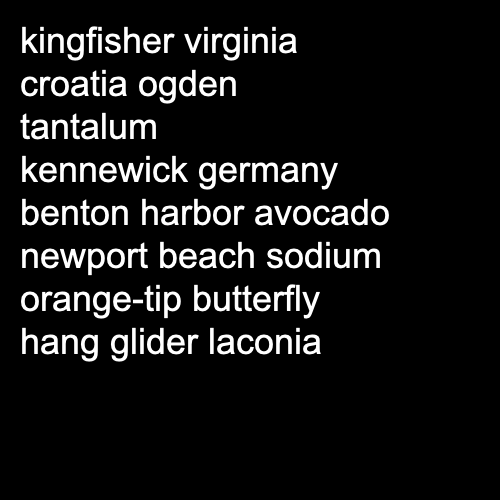 kingfisher virginia
croatia ogden
tantalum
kennewick germany
benton harbor avocado
newport beach sodium
orange-tip butterfly
hang glider laconia